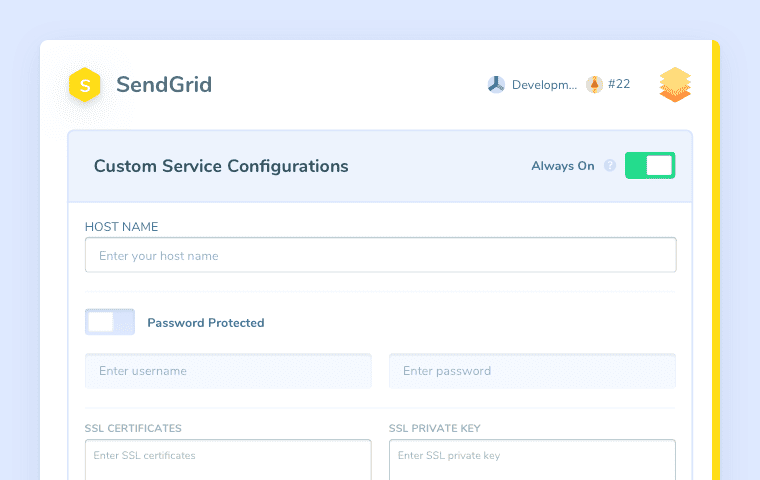 S SendGrid Developm... #22
Custom Service Configurations Always On ?
HOST NAME
Enter your host name
Password Protected
Enter username Enter password
SSL CERTIFICATES SSL PRIVATE KEY
Enter SSL certificates Enter SSL private key